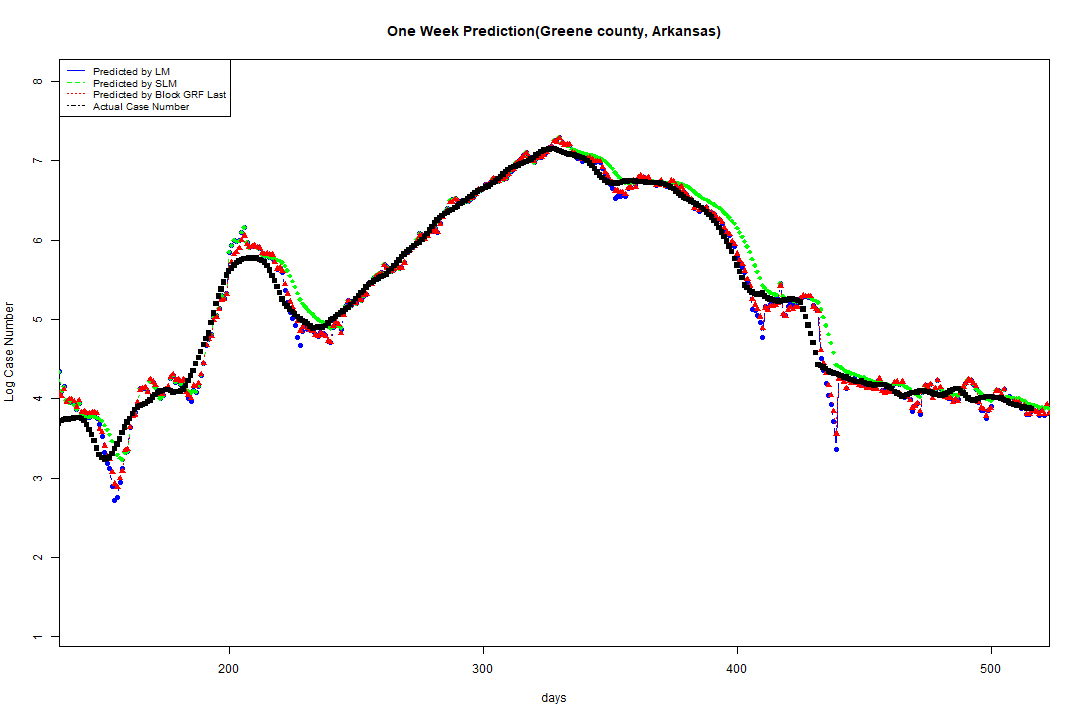 One Week Prediction(Greene county, Arkansas)
Predicted by LM
Predicted by SLM
Predicted by Block GRF Last
Actual Case Number
Log Case Number
8
7
6
5
4
3
2
1
200 300 400 500
days